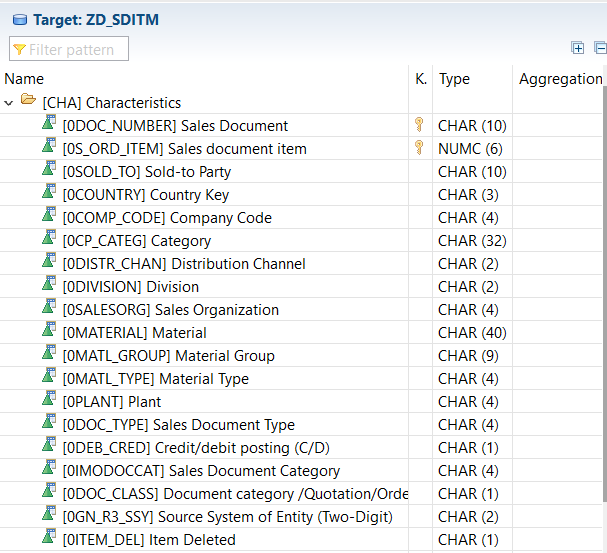 Target: ZD_SDITM
Filter pattern
Name K. Type Aggregation
[CHA] Characteristics
[0DOC_NUMBER] Sales Document CHAR (10)
[0S_ORD_ITEM] Sales document item NUMC (6)
[0SOLD_TO] Sold-to Party CHAR (10)
[0COUNTRY] Country Key CHAR (3)
[0COMP_CODE] Company Code CHAR (4)
[0CP_CATEG] Category CHAR (32)
[0DISTR_CHAN] Distribution Channel CHAR (2)
[0DIVISION] Division CHAR (2)
[0SALESORG] Sales Organization CHAR (4)
[0MATERIAL] Material CHAR (40)
[0MATL_GROUP] Material Group CHAR (9)
[0MATL_TYPE] Material Type CHAR (4)
[0PLANT] Plant CHAR (4)
[0DOC_TYPE] Sales Document Type CHAR (4)
[0DEB_CRED] Credit/debit posting (C/D) CHAR (1)
[0IMODOCCAT] Sales Document Category CHAR (4)
[0DOC_CLASS] Document category /Quotation/Orde CHAR (1)
[0GN_R3_SSY] Source System of Entity (Two-Digit) CHAR (2)
[0ITEM_DEL] Item Deleted CHAR (1)